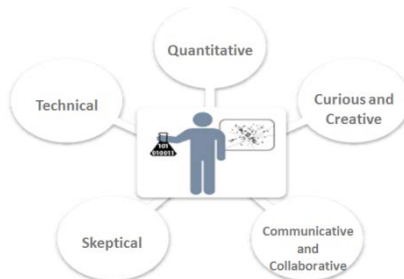 Quantitative
Technical
Curious and
Creative
101
010011
Skeptical
Communicative
and
Collaborative